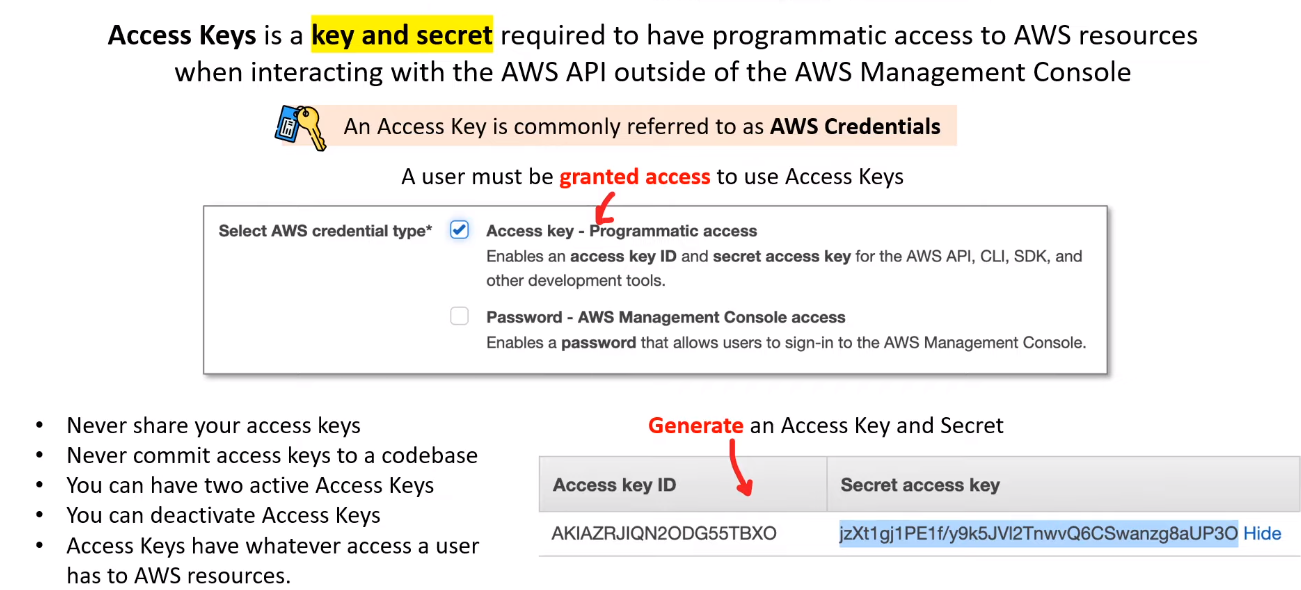 Access Keys is a key and secret required to have programmatic access to AWS resources
when interacting with the AWS API outside of the AWS Management Console
An Access Key is commonly referred to as AWS Credentials
A user must be granted access to use Access Keys
Select AWS credential type*
Access key - Programmatic access
Enables an access key ID and secret access key for the AWS API, CLI, SDK, and
other development tools.
Password - AWS Management Console access
Enables a password that allows users to sign-in to the AWS Management Console.
• Never share your access keys
• Never commit access keys to a codebase
• You can have two active Access Keys
• You can deactivate Access Keys
• Access Keys have whatever access a user
has to AWS resources.
Generate an Access Key and Secret
Access key ID Secret access key
AKIAZRJIQN2ODG55TBXO jzXt1gj1PE1f/y9k5JVl2TnwvQ6CSwanzg8aUP3O Hide